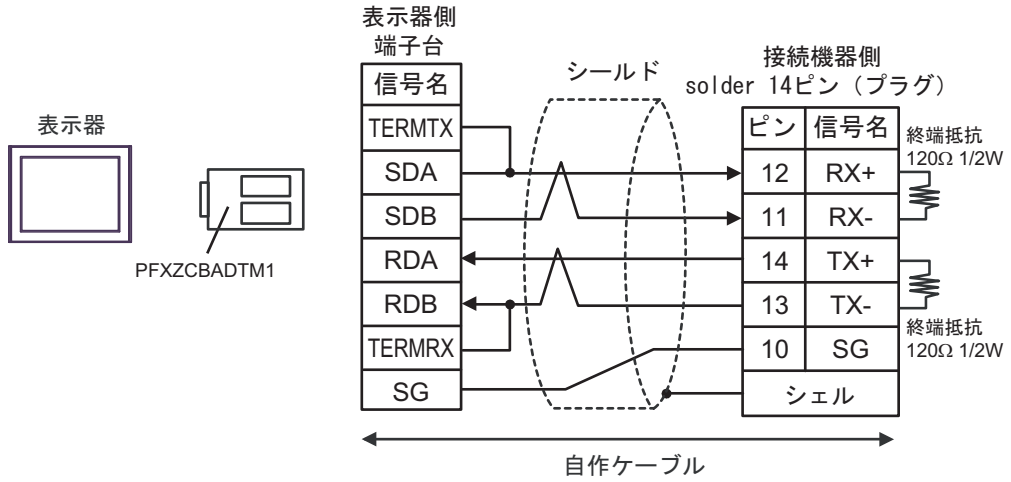 表示器
PFXZCBADTM1
表示器側
端子台
信号名
TERMTX
SDA
SDB
RDA
RDB
TERMRX
SG
シールド
接続機器側
solder 14ピン（プラグ）
ピン 信号名
12 RX+
11 RX-
14 TX+
13 TX-
10 SG
シェル
終端抵抗
120Ω 1/2W
終端抵抗
120Ω 1/2W
自作ケーブル